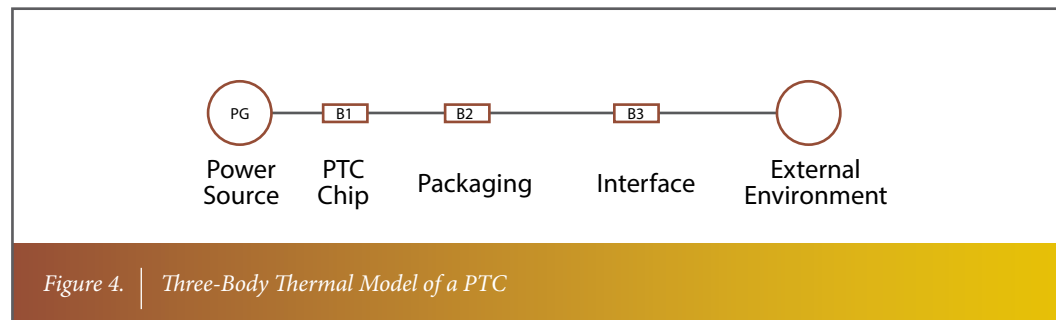 PG
B1
B2
B3
Power
Source
PTC
Chip
Packaging
Interface
External
Environment
Figure 4. Three-Body Thermal Model of a PTC